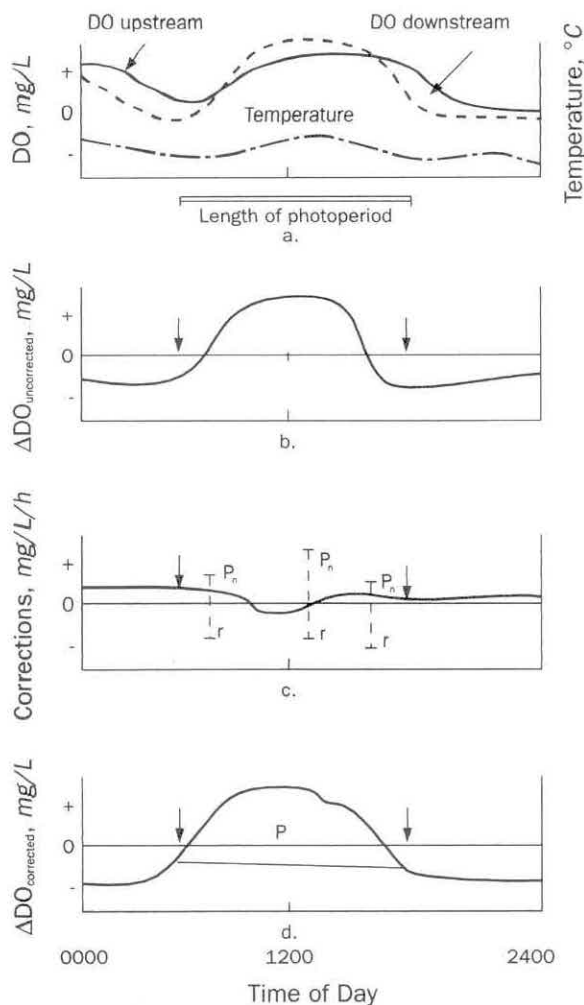 DO upstream
DO downstream
DO, mg/L
+
0
-
Temperature
Temperature, °C
Length of photoperiod
a.
ΔDOuncorrected, mg/L
+
0
-
b.
Corrections, mg/L/h
+
0
-
Pn
r
Pn
r
Pn
r
c.
ΔDOcorrected, mg/L
+
0
-
P
d.
0000
1200
2400
Time of Day